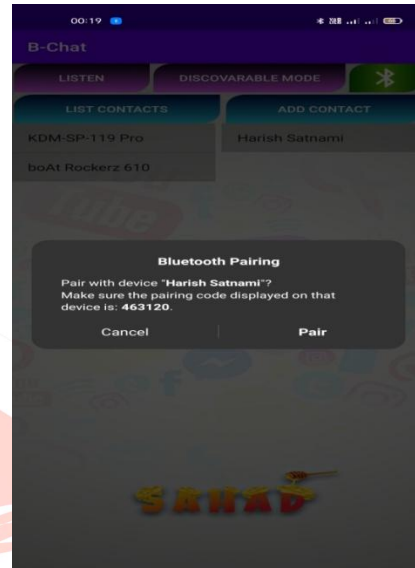 00:19
B-Chat
LISTEN DISCOVARABLE MODE
LIST CONTACTS ADD CONTACT
KDM-SP-119 Pro Harish Satnami
boAt Rockerz 610
Tube
Bluetooth Pairing
Pair with device "Harish Satnami"?
Make sure the pairing code displayed on that
device is: 463120.
Cancel Pair
SAHAD